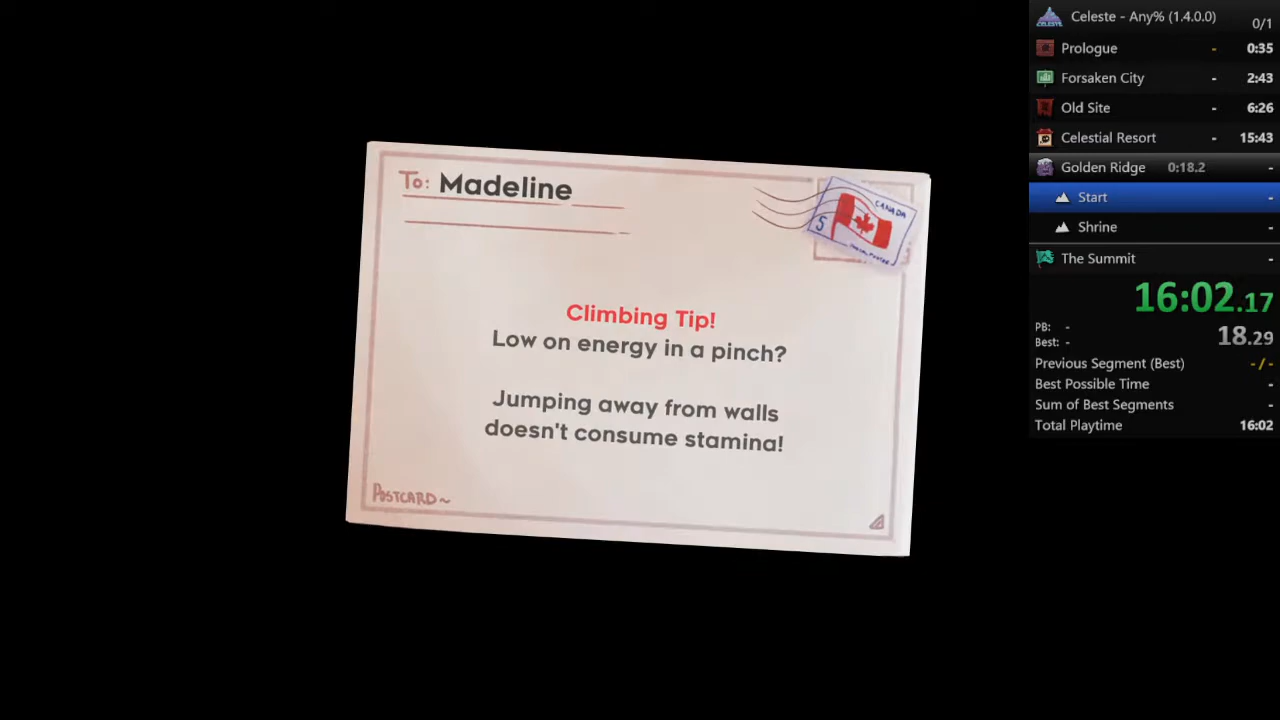 To: Madeline
CANADA
5
Climbing Tip!
Low on energy in a pinch?
Jumping away from walls
doesn't consume stamina!
POSTCARD~
CELESTE
Celeste - Any% (1.4.0.0)
0/1
Prologue - 0:35
Forsaken City - 2:43
Old Site - 6:26
Celestial Resort - 15:43
Golden Ridge 0:18.2 -
Start -
Shrine -
The Summit -
16:02.17
PB: -
18.29
Best: -
Previous Segment (Best) - / -
Best Possible Time -
Sum of Best Segments -
Total Playtime 16:02